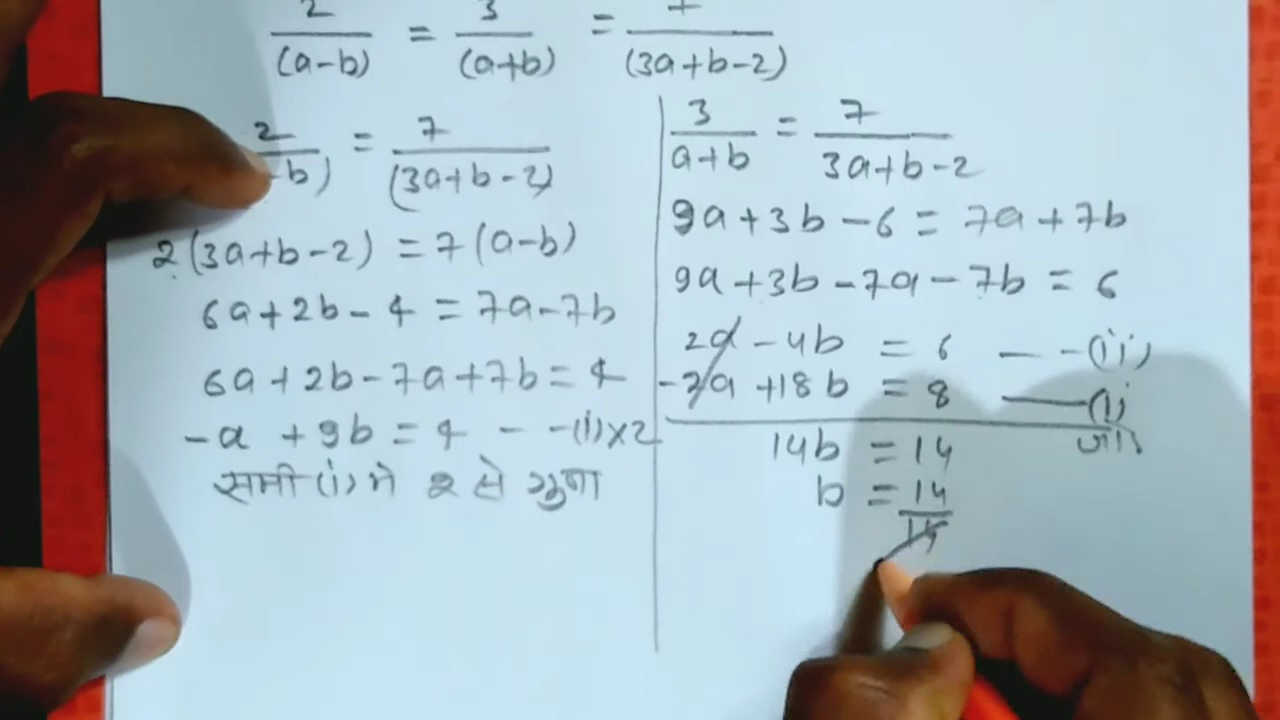 2/(a-b) = 3/(a+b) = 7/(3a+b-2)
2/ b) = 7/(3a+b-2)
2(3a+b-2) = 7(a-b)
6a+2b-4 = 7a-7b
6a+2b-7a+7b = 4
-a +9b = 4 - -(i)×2
समी (i) मे 2 से गुणा
3/a+b = 7/3a+b-2
9a+3b-6 = 7a+7b
9a+3b-7a-7b = 6
2a - 4b = 6 — -(ii)
-2a +18b = 8 —(i)
जोड़
14b = 14
b = 14/14